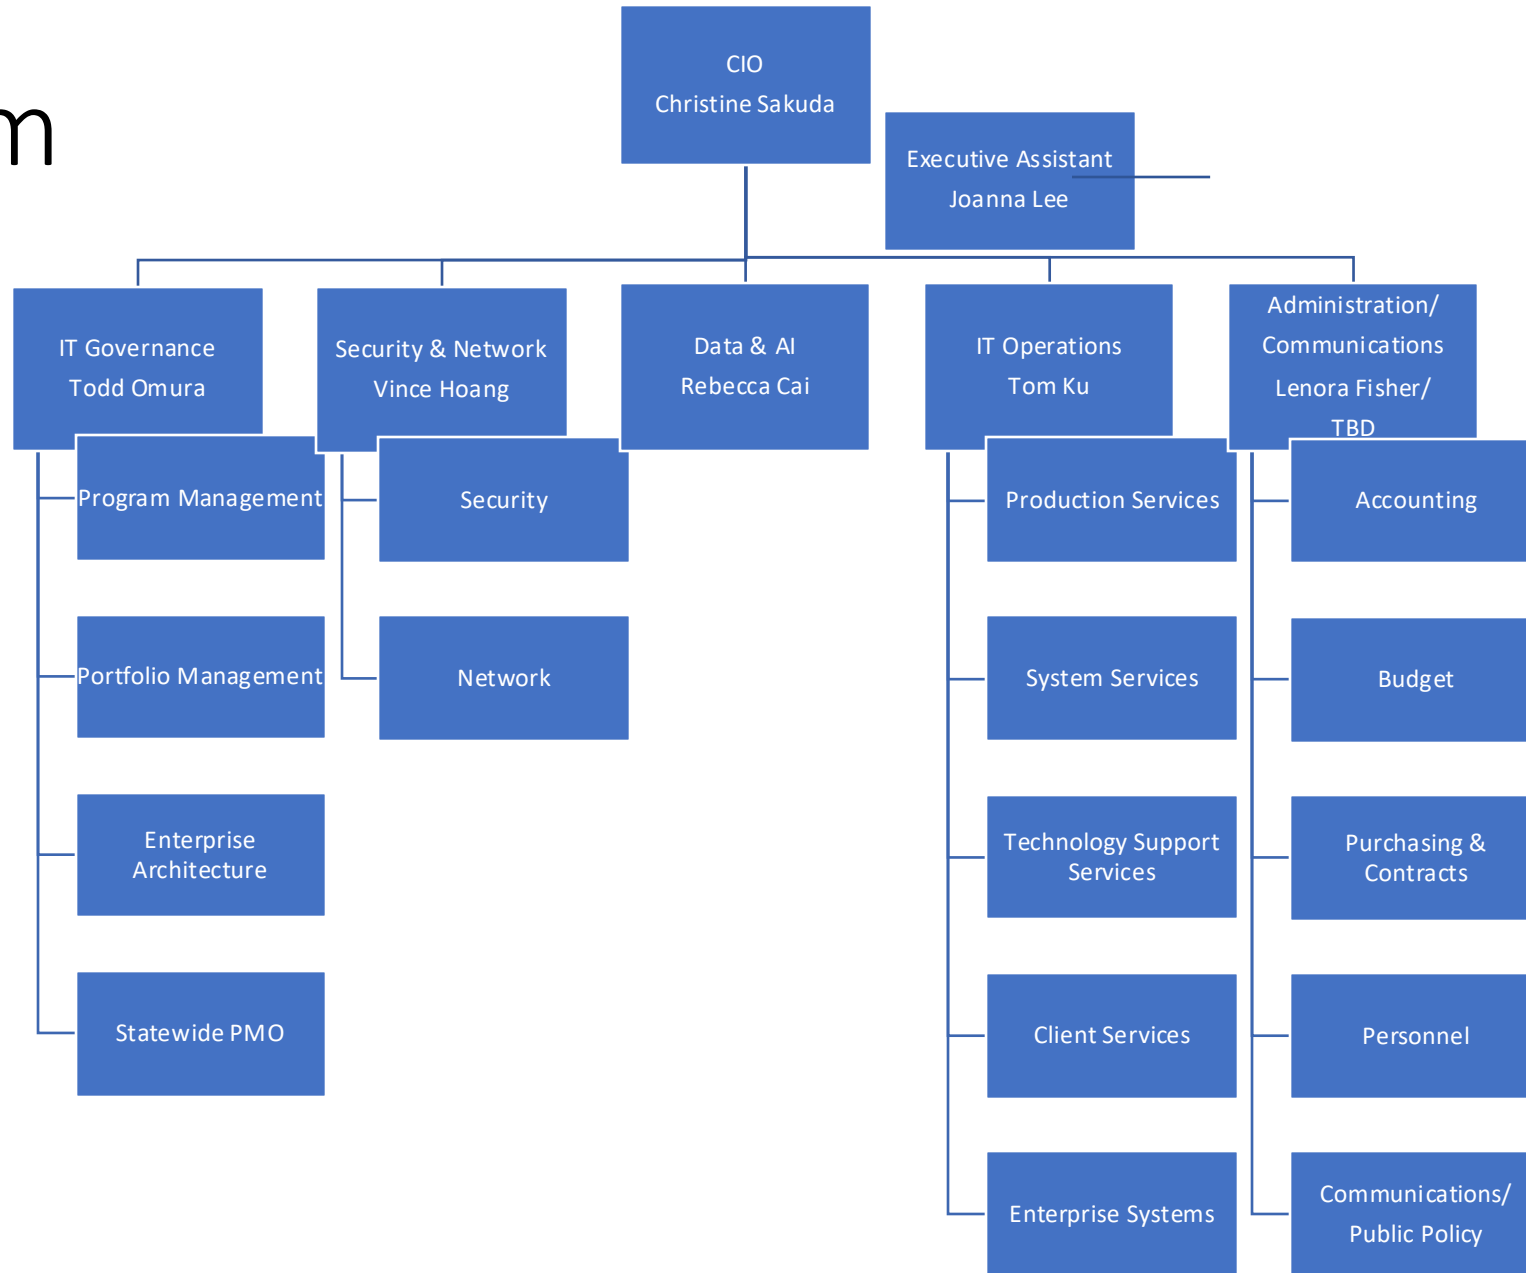 m
CIO
Christine Sakuda
Executive Assistant
Joanna Lee
IT Governance
Todd Omura
Security & Network
Vince Hoang
Data & AI
Rebecca Cai
IT Operations
Tom Ku
Administration/
Communications
Lenora Fisher/
TBD
Program Management
Portfolio Management
Enterprise
Architecture
Statewide PMO
Security
Network
Production Services
System Services
Technology Support
Services
Client Services
Enterprise Systems
Accounting
Budget
Purchasing &
Contracts
Personnel
Communications/
Public Policy